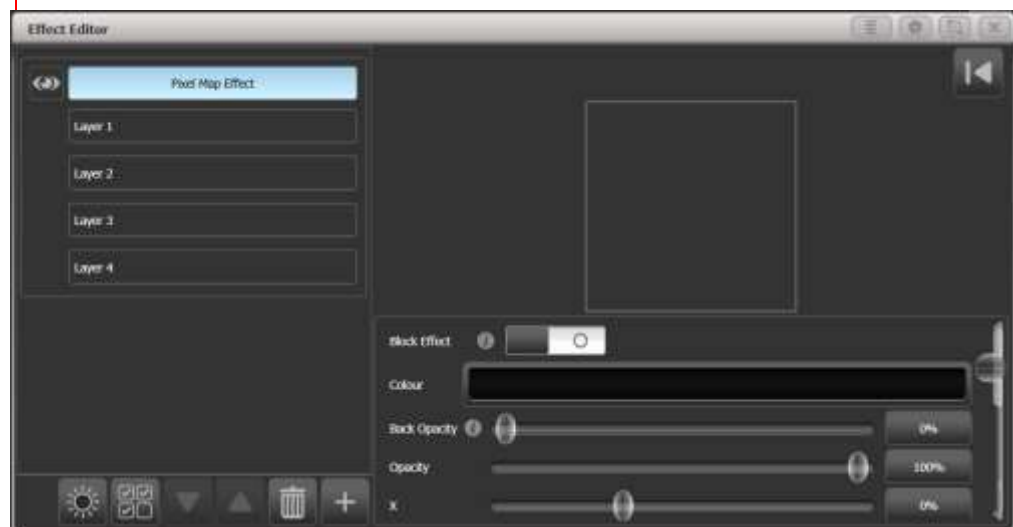 Effect Editor
Pixel Map Effect
Layer 1
Layer 2
Layer 3
Layer 4
Block Effect
Colour
Back Opacity 0%
Opacity 100%
X 0%